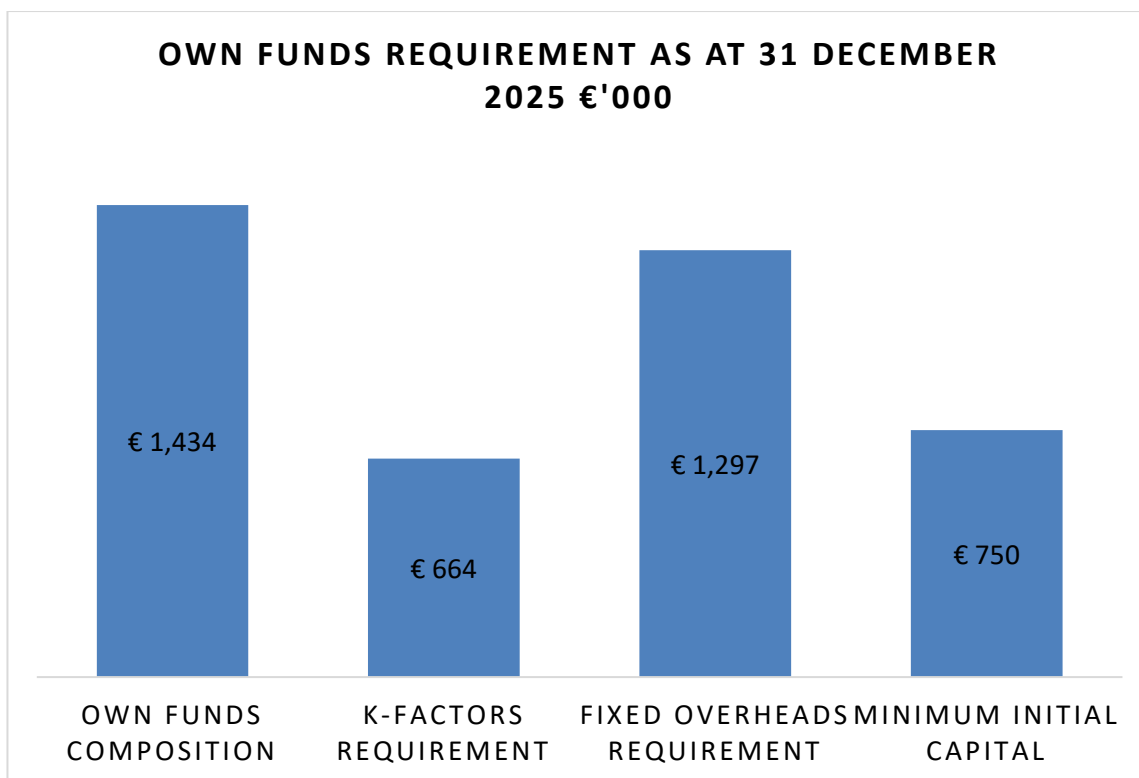 OWN FUNDS REQUIREMENT AS AT 31 DECEMBER
2025 €'000
€ 1,434
€ 664
€ 1,297
€ 750
OWN FUNDS
COMPOSITION
K-FACTORS
REQUIREMENT
FIXED OVERHEADS
REQUIREMENT
MINIMUM INITIAL
CAPITAL